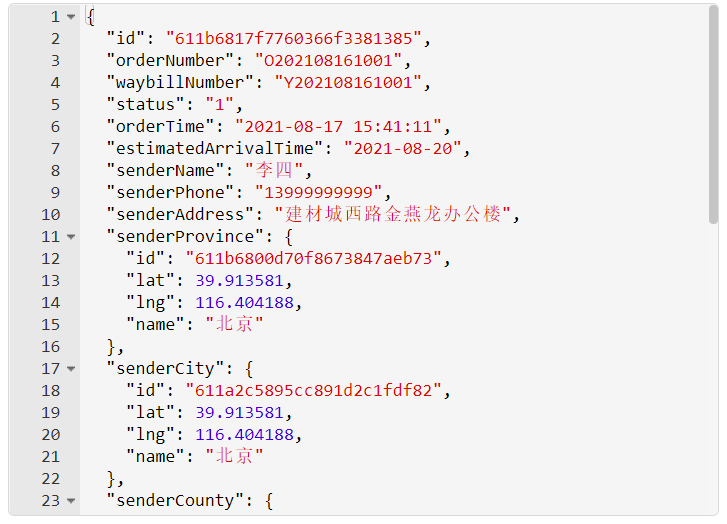 1 {
2 "id": "611b6817f7760366f3381385",
3 "orderNumber": "O202108161001",
4 "waybillNumber": "Y202108161001",
5 "status": "1",
6 "orderTime": "2021-08-17 15:41:11",
7 "estimatedArrivalTime": "2021-08-20",
8 "senderName": "李四",
9 "senderPhone": "13999999999",
10 "senderAddress": "建材城西路金燕龙办公楼",
11 "senderProvince": {
12 "id": "611b6800d70f8673847aeb73",
13 "lat": 39.913581,
14 "lng": 116.404188,
15 "name": "北京"
16 },
17 "senderCity": {
18 "id": "611a2c5895cc891d2c1fdf82",
19 "lat": 39.913581,
20 "lng": 116.404188,
21 "name": "北京"
22 },
23 "senderCounty": {